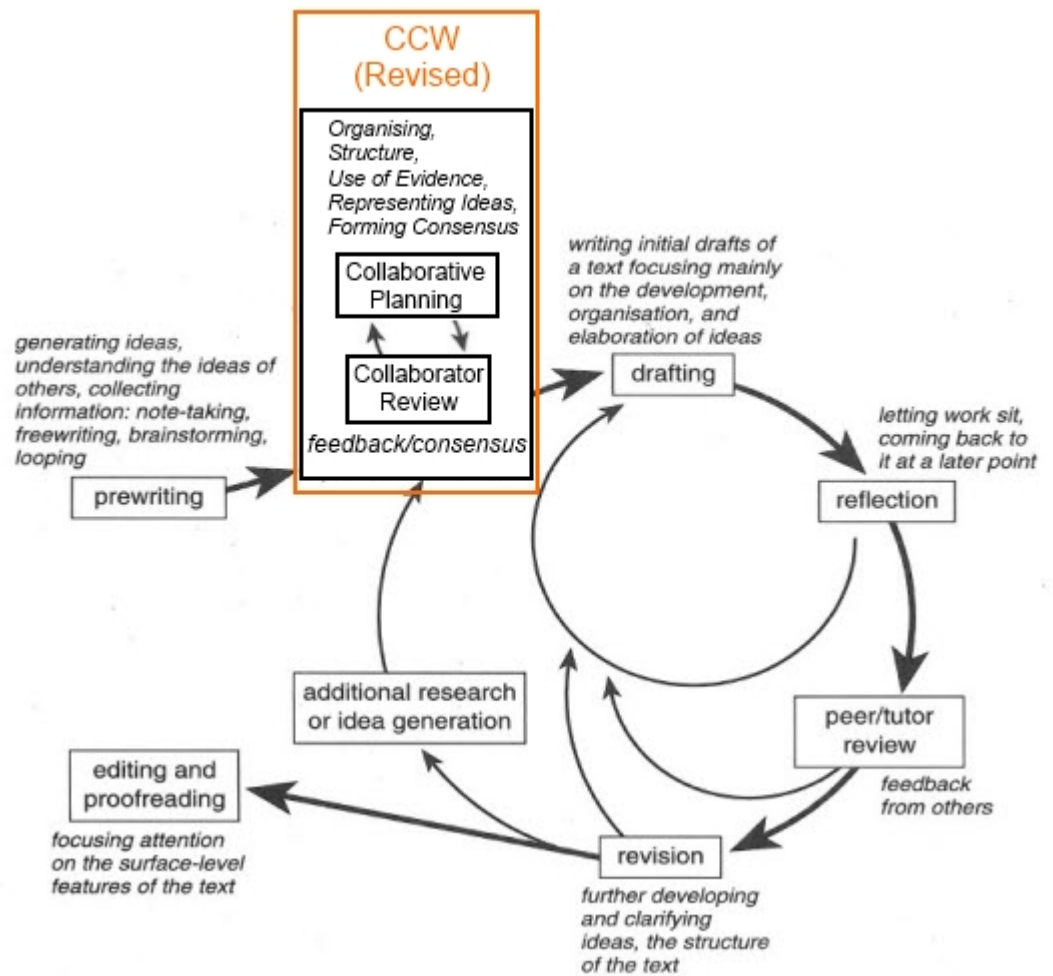 CCW
(Revised)
Organising,
Structure,
Use of Evidence,
Representing Ideas,
Forming Consensus
Collaborative
Planning
Collaborator
Review
feedback/consensus
generating ideas,
understanding the ideas of
others, collecting
information: note-taking,
freewriting, brainstorming,
looping
prewriting
writing initial drafts of
a text focusing mainly
on the development,
organisation, and
elaboration of ideas
drafting
letting work sit,
coming back to
it at a later point
reflection
peer/tutor
review
feedback
from others
revision
further developing
and clarifying
ideas, the structure
of the text
additional research
or idea generation
editing and
proofreading
focusing attention
on the surface-level
features of the text